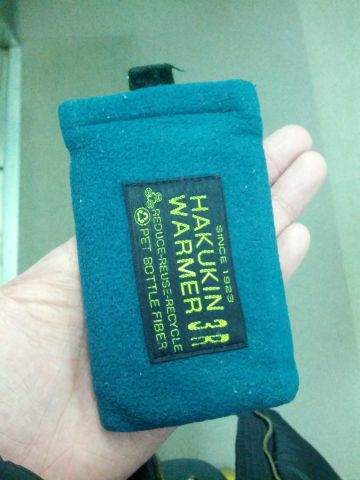 SINCE 1923
HAKUKIN
WARMER 3R
REDUCE·REUSE·RECYCLE
PET BOTTLE FIBER